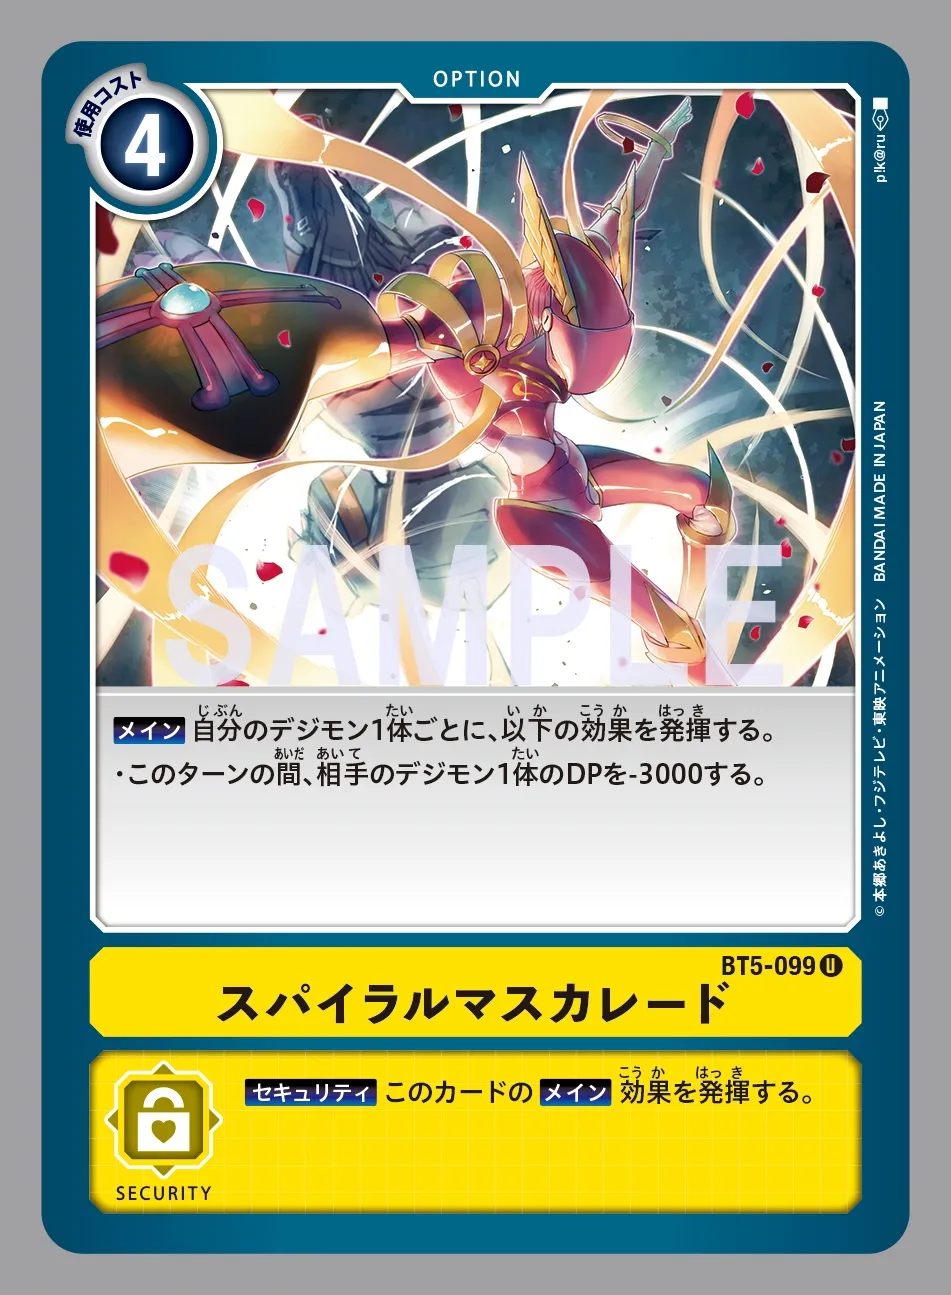 OPTION
使用コスト
4
p!k@ru
SAMPLE
メイン 自分のデジモン1体ごとに、以下の効果を発揮する。
・このターンの間、相手のデジモン1体のDPを-3000する。
©本郷あきよし・フジテレビ・東映アニメーション BANDAI MADE IN JAPAN
BT5-099 U
スパイラルマスカレード
セキュリティ このカードの メイン 効果を発揮する。
SECURITY